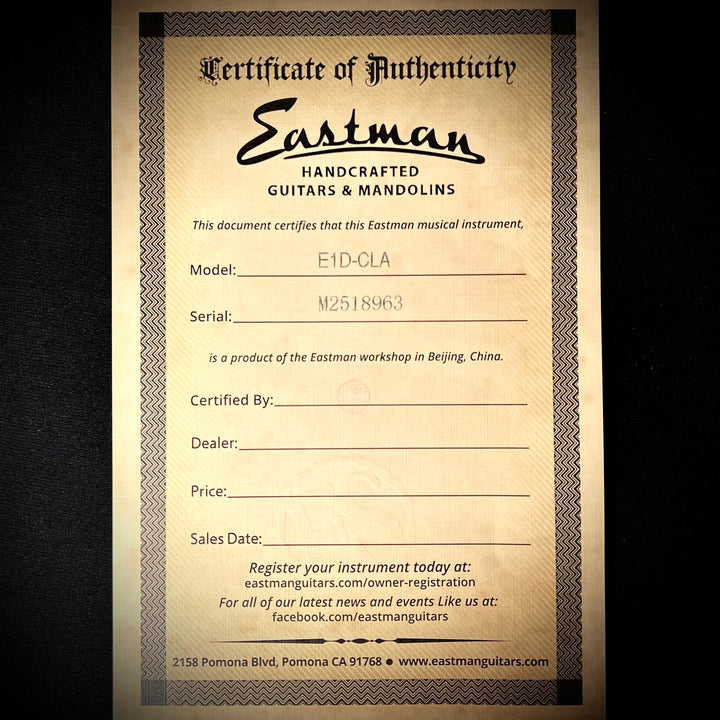 Certificate of Authenticity
Eastman
HANDCRAFTED
GUITARS & MANDOLINS
This document certifies that this Eastman musical instrument,
Model: E1D-CLA
Serial: M2518963
is a product of the Eastman workshop in Beijing, China.
Certified By:
Dealer:
Price:
Sales Date:
Register your instrument today at:
eastmanguitars.com/owner-registration
For all of our latest news and events Like us at:
facebook.com/eastmanguitars
2158 Pomona Blvd, Pomona CA 91768 ● www.eastmanguitars.com